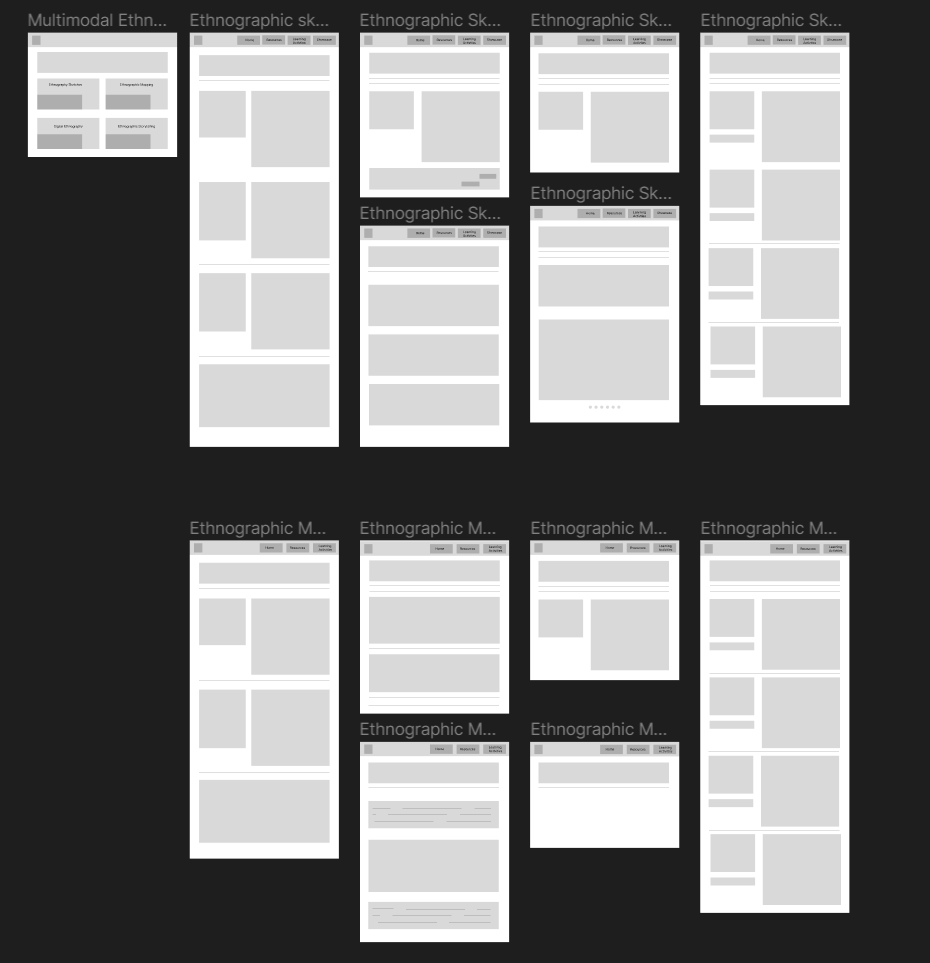 Multimodal Ethn...
Ethnographic sk...
Ethnographic Sk...
Ethnographic Sk...
Ethnographic Sk...
Home Resources Learning Activities Showcase
Home Resources Learning Activities Showcase
Home Resources Learning Activities Showcase
Home Resources Learning Activities Showcase
Ethnographic Sketches
Ethnographic Mapping
Digital Ethnography
Ethnographic Storytelling
Ethnographic Sk...
Ethnographic Sk...
Home Resources Learning Activities Showcase
Home Resources Learning Activities Showcase
Ethnographic M...
Ethnographic M...
Ethnographic M...
Ethnographic M...
Home Resources Learning Activities
Home Resources Learning Activities
Home Resources Learning Activities
Home Resources Learning Activities
Ethnographic M...
Ethnographic M...
Home Resources Learning Activities
Home Resources Learning Activities